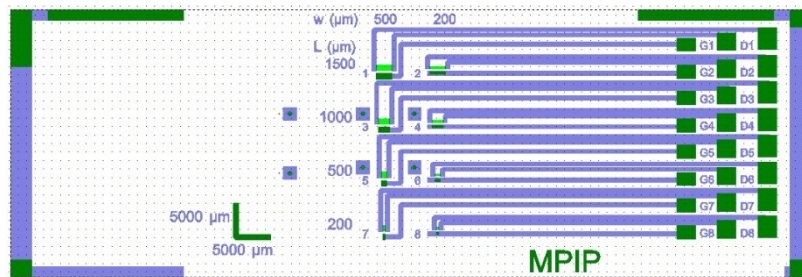 w (µm) 500 200
L (µm)
G1 D1
1500 1 2 G2 D2
G3 D3
1000 3 4 G4 D4
G5 D5
500 5 6 G6 D6
5000 µm G7 D7
200 7 8 G8 D8
5000 µm
MPIP